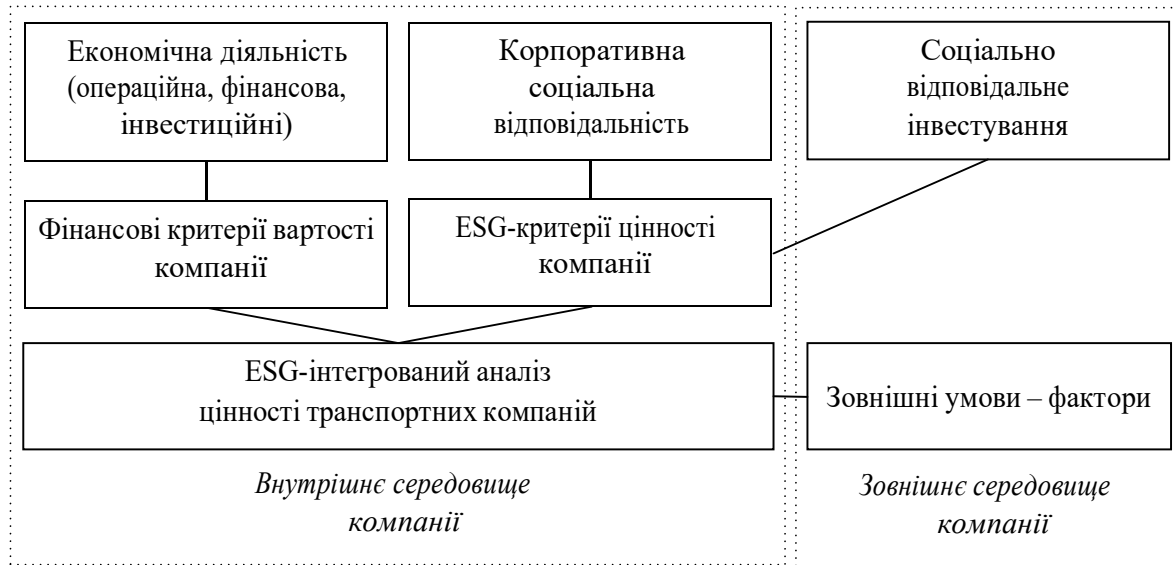 Економічна діяльність
(операційна, фінансова,
інвестиційні)
Корпоративна
соціальна
відповідальність
Соціально
відповідальне
інвестування
Фінансові критерії вартості
компанії
ESG-критерії цінності
компанії
ESG-інтегрований аналіз
цінності транспортних компаній
Зовнішні умови – фактори
Внутрішнє середовище
компанії
Зовнішнє середовище
компанії